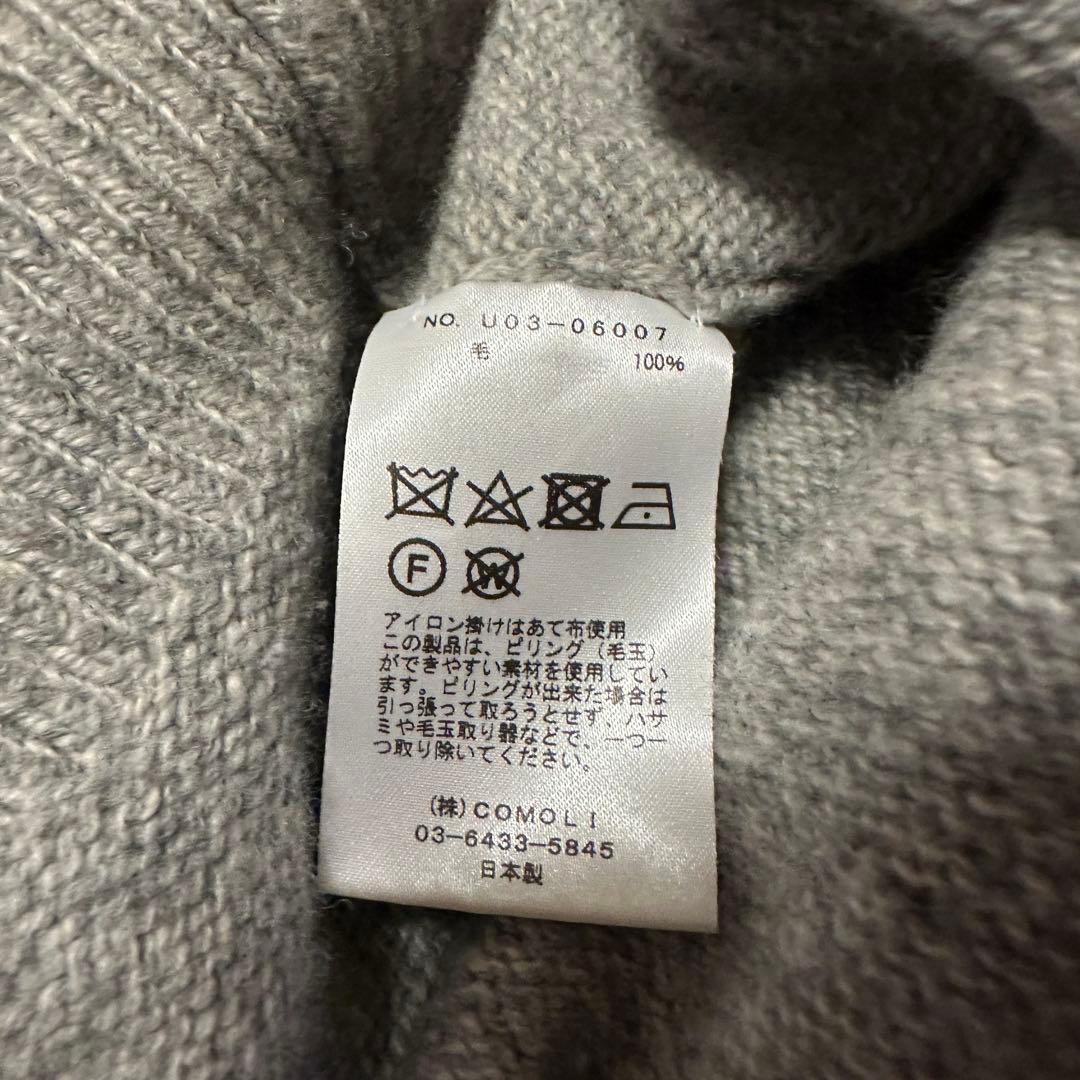 NO. U03-06007
毛 100%
F W
アイロン掛けはあて布使用
この製品は、ピリング（毛玉）
ができやすい素材を使用してい
ます。ピリングが出来た場合は
引っ張って取ろうとせず、ハサ
ミや毛玉取り器などで、一つ一
つ取り除いてください。
(株)COMOLI
03-6433-5845
日本製